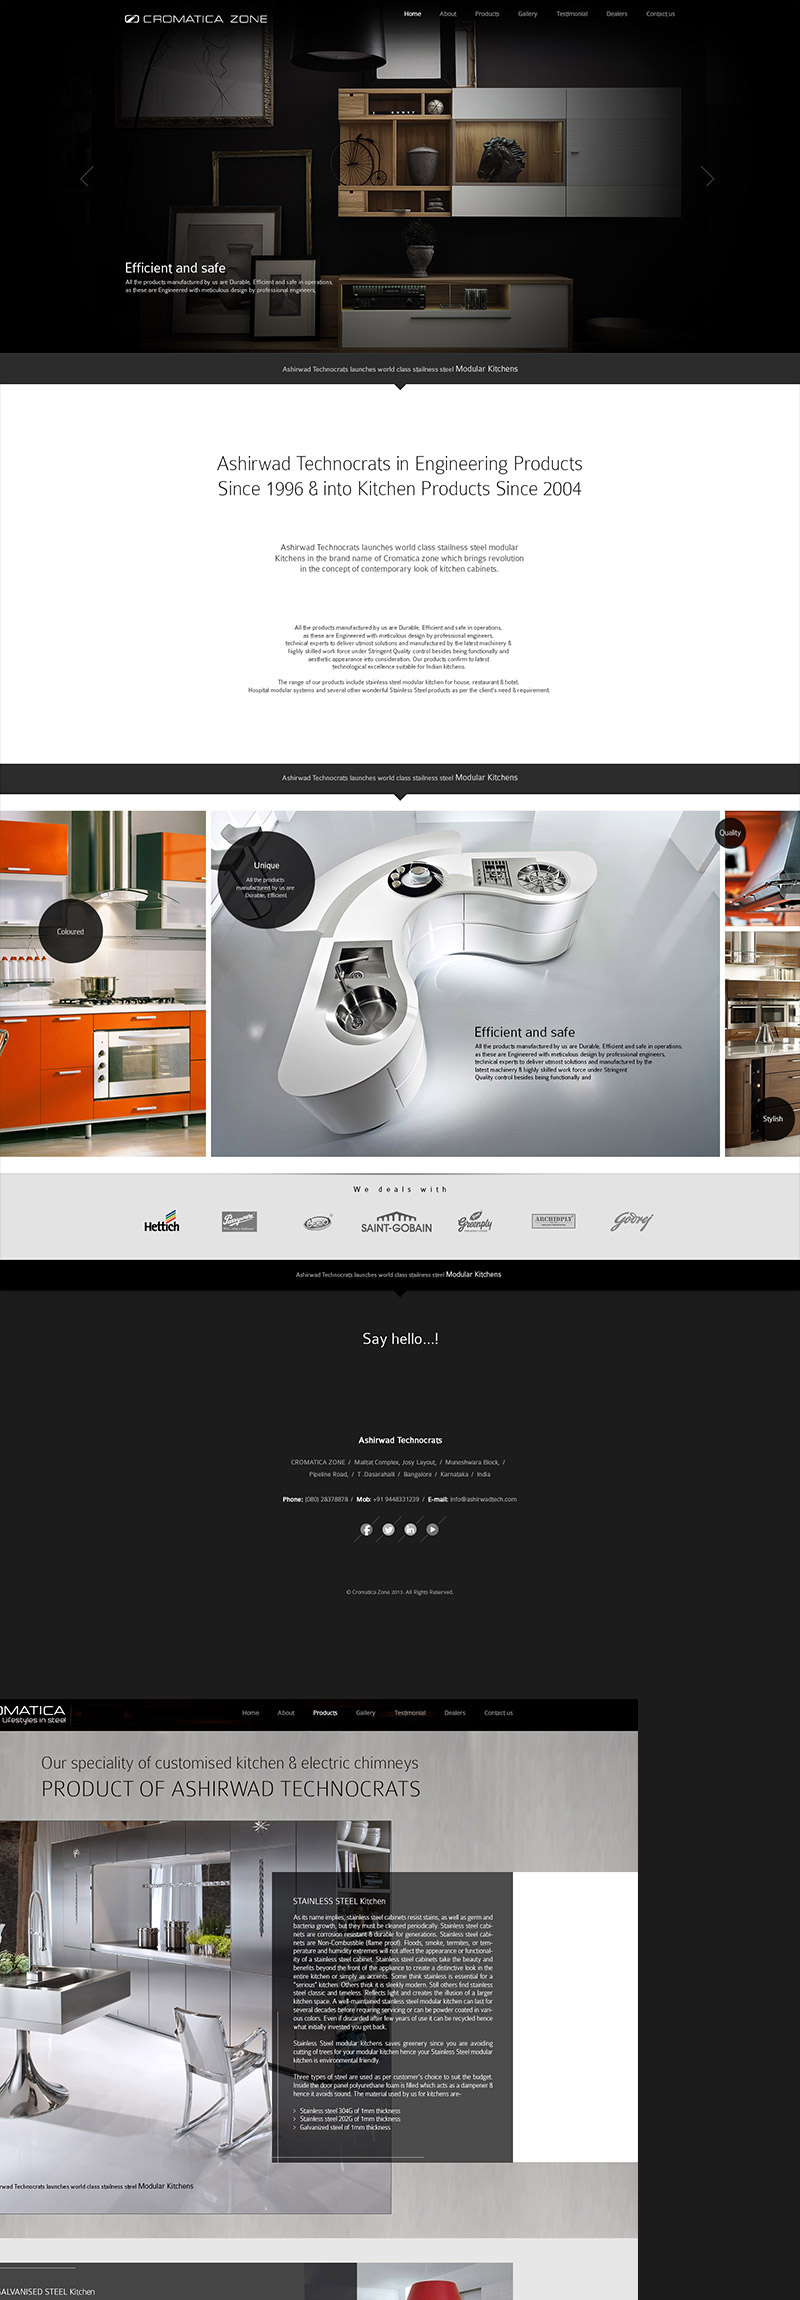 CROMATICA ZONE
Home About Products Gallery Testimonial Dealers Contact us
Efficient and safe
All the products manufactured by us are Durable, Efficient and safe in operations,
as these are Engineered with meticulous design by professional engineers,
Ashirwad Technocrats launches world class stailness steel Modular Kitchens
Ashirwad Technocrats in Engineering Products
Since 1996 & into Kitchen Products Since 2004
Ashirwad Technocrats launches world class stailness steel modular
Kitchens in the brand name of Cromatica zone which brings revolution
in the concept of contemporary look of kitchen cabinets.
All the products manufactured by us are Durable, Efficient and safe in operations,
as these are Engineered with meticulous design by professional engineers,
technical experts to deliver utmost solutions and manufactured by the latest machinery &
highly skilled work force under Stringent Quality control besides being functionally and
aesthetic appearance into consideration. Our products confirm to latest
technological excellence suitable for Indian kitchens.
The range of our products include stainless steel modular kitchen for house, restaurant & hotel,
Hospital modular systems and several other wonderful Stainless Steel products as per the client's need & requirement.
Ashirwad Technocrats launches world class stailness steel Modular Kitchens
Coloured
Unique
All the products
manufactured by us are
Durable, Efficient
Quality
Efficient and safe
All the products manufactured by us are Durable, Efficient and safe in operations,
as these are Engineered with meticulous design by professional engineers,
technical experts to deliver utmost solutions and manufactured by the
latest machinery & highly skilled work force under Stringent
Quality control besides being functionally and
Stylish
We deals with
Hettich
Parryware
SAINT-GOBAIN
Greenply
ARCHIDPLY
Godrej
Ashirwad Technocrats launches world class stailness steel Modular Kitchens
Say hello...!
Ashirwad Technocrats
CROMATICA ZONE / Mailtat Complex, Josy Layout, / Muneshwara Block, /
Pipeline Road, / T .Dasarahalli / Bangalore / Karnataka / India
Phone: (080) 28378878 / Mob: +91 9448331239 / E-mail: info@ashirwadtech.com
© Cromatica Zone 2013. All Rights Reserved.
OMATICA
Lifestyles in steel
Home About Products Gallery Testimonial Dealers Contact us
Our speciality of customised kitchen & electric chimneys
PRODUCT OF ASHIRWAD TECHNOCRATS
STAINLESS STEEL Kitchen
As its name implies, stainless steel cabinets resist stains, as well as germ and
bacteria growth, but they must be cleaned periodically. Stainless steel cabi-
nets are corrosion resistant & durable for generations. Stainless steel cabi-
nets are Non-Combustible (flame proof). Floods, smoke, termites, or tem-
perature and humidity extremes will not affect the appearance or functional-
ity of a stainless steel cabinet. Stainless steel cabinets take the beauty and
benefits beyond the front of the appliance to create a distinctive look in the
entire kitchen or simply as accents. Some think stainless is essential for a
"serious" kitchen. Others think it is sleekly modern. Still others find stainless
steel classic and timeless. Reflects light and creates the illusion of a larger
kitchen space. A well-maintained stainless steel modular kitchen can last for
several decades before requiring servicing or can be powder coated in vari-
ous colors. Even if discarded after few years of use it can be recycled hence
what initially invested you get back.
Stainless Steel modular kitchens saves greenery since you are avoiding
cutting of trees for your modular kitchen hence your Stainless Steel modular
kitchen is environmental friendly.
Three types of steel are used as per customer's choice to suit the budget.
Inside the door panel polyurethane foam is filled which acts as a dampener &
hence it avoids sound. The material used by us for kitchens are-
> Stainless steel 304G of 1mm thickness
> Stainless steel 202G of 1mm thickness
> Galvanized steel of 1mm thickness
rwad Technocrats launches world class stailness steel Modular Kitchens
GALVANISED STEEL Kitchen